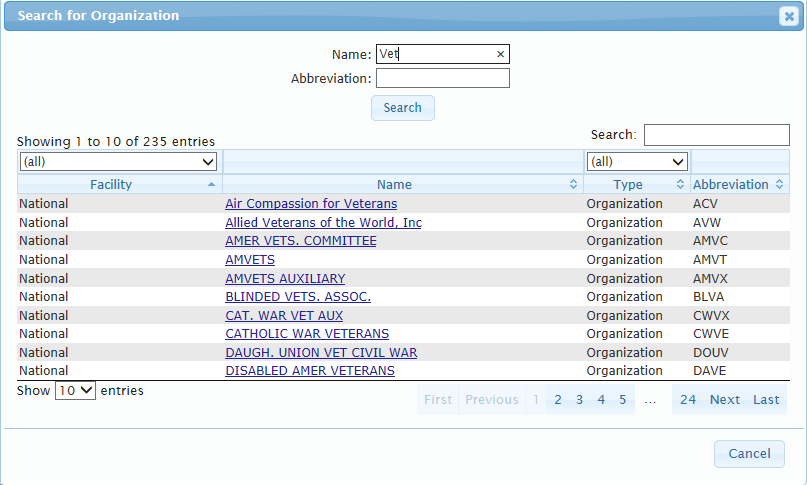 Search for Organization
Name: Vet
Abbreviation:
Search
Showing 1 to 10 of 235 entries Search:
(all) (all)
Facility Name Type Abbreviation
National Air Compassion for Veterans Organization ACV
National Allied Veterans of the World, Inc Organization AVW
National AMER VETS. COMMITTEE Organization AMVC
National AMVETS Organization AMVT
National AMVETS AUXILIARY Organization AMVX
National BLINDED VETS. ASSOC. Organization BLVA
National CAT. WAR VET AUX Organization CWVX
National CATHOLIC WAR VETERANS Organization CWVE
National DAUGH. UNION VET CIVIL WAR Organization DOUV
National DISABLED AMER VETERANS Organization DAVE
Show 10 entries First Previous 1 2 3 4 5 ... 24 Next Last
Cancel